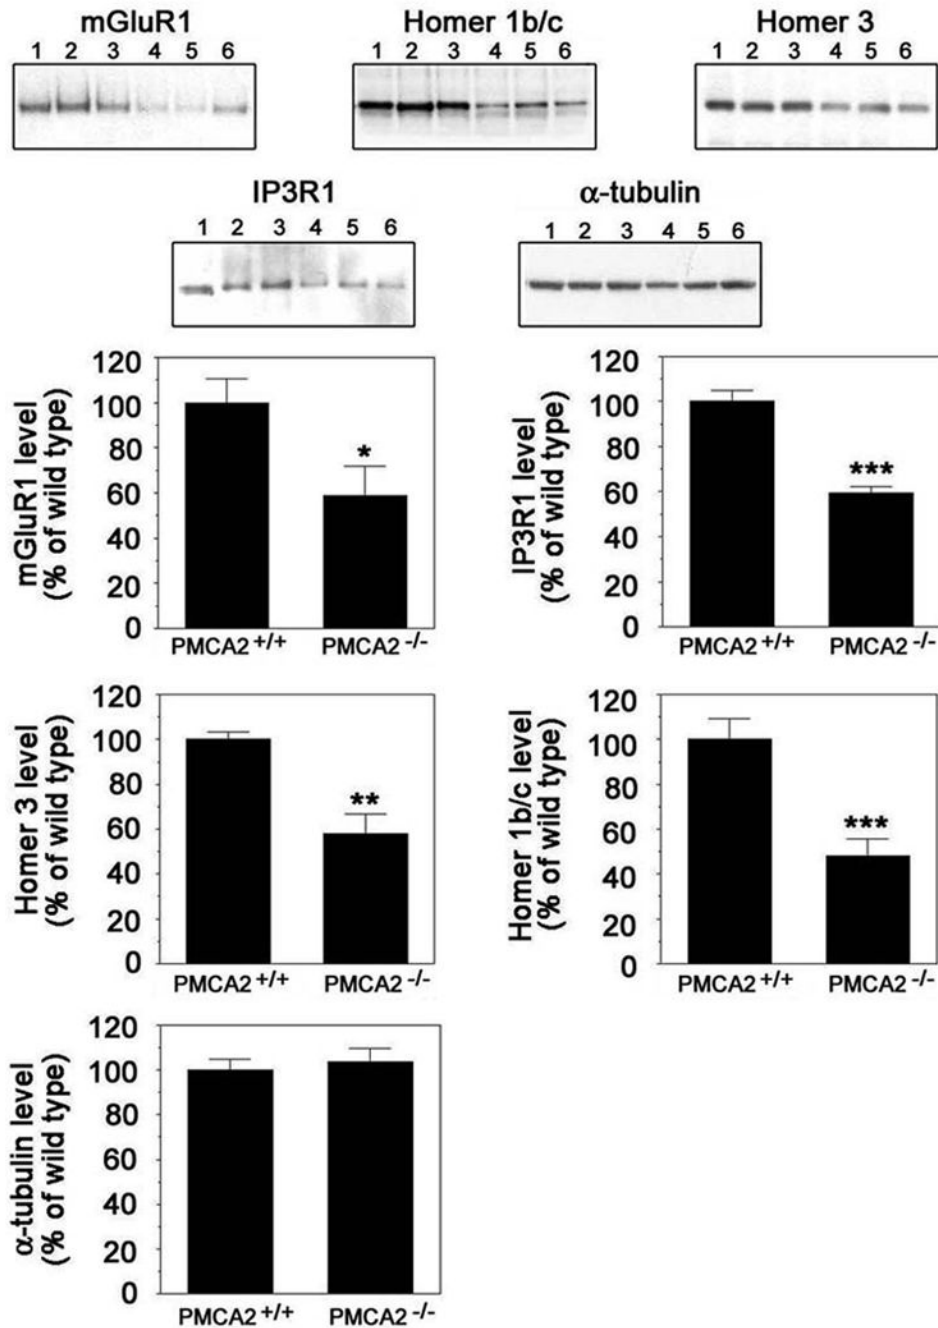 mGluR1
1 2 3 4 5 6
Homer 1b/c
1 2 3 4 5 6
Homer 3
1 2 3 4 5 6
IP3R1
1 2 3 4 5 6
α-tubulin
1 2 3 4 5 6
mGluR1 level
(% of wild type)
120
100
80
60
40
20
0
*
PMCA2 +/+ PMCA2 -/-
IP3R1 level
(% of wild type)
120
100
80
60
40
20
0
***
PMCA2 +/+ PMCA2 -/-
Homer 3 level
(% of wild type)
120
100
80
60
40
20
0
**
PMCA2 +/+ PMCA2 -/-
Homer 1b/c level
(% of wild type)
120
100
80
60
40
20
0
***
PMCA2 +/+ PMCA2 -/-
α-tubulin level
(% of wild type)
120
100
80
60
40
20
0
PMCA2 +/+ PMCA2 -/-